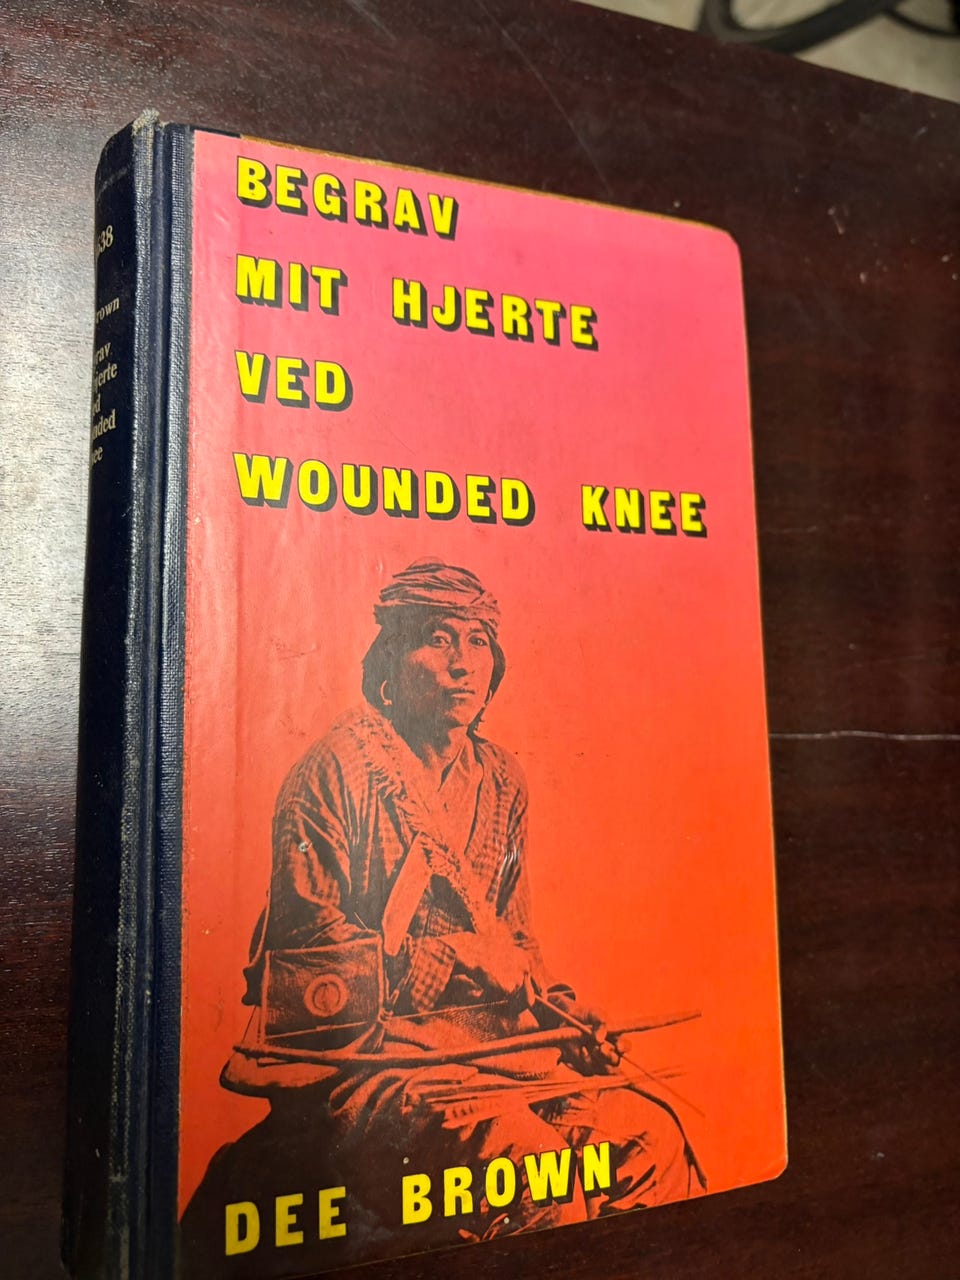 BEGRAV
MIT HJERTE
VED
WOUNDED KNEE
DEE BROWN